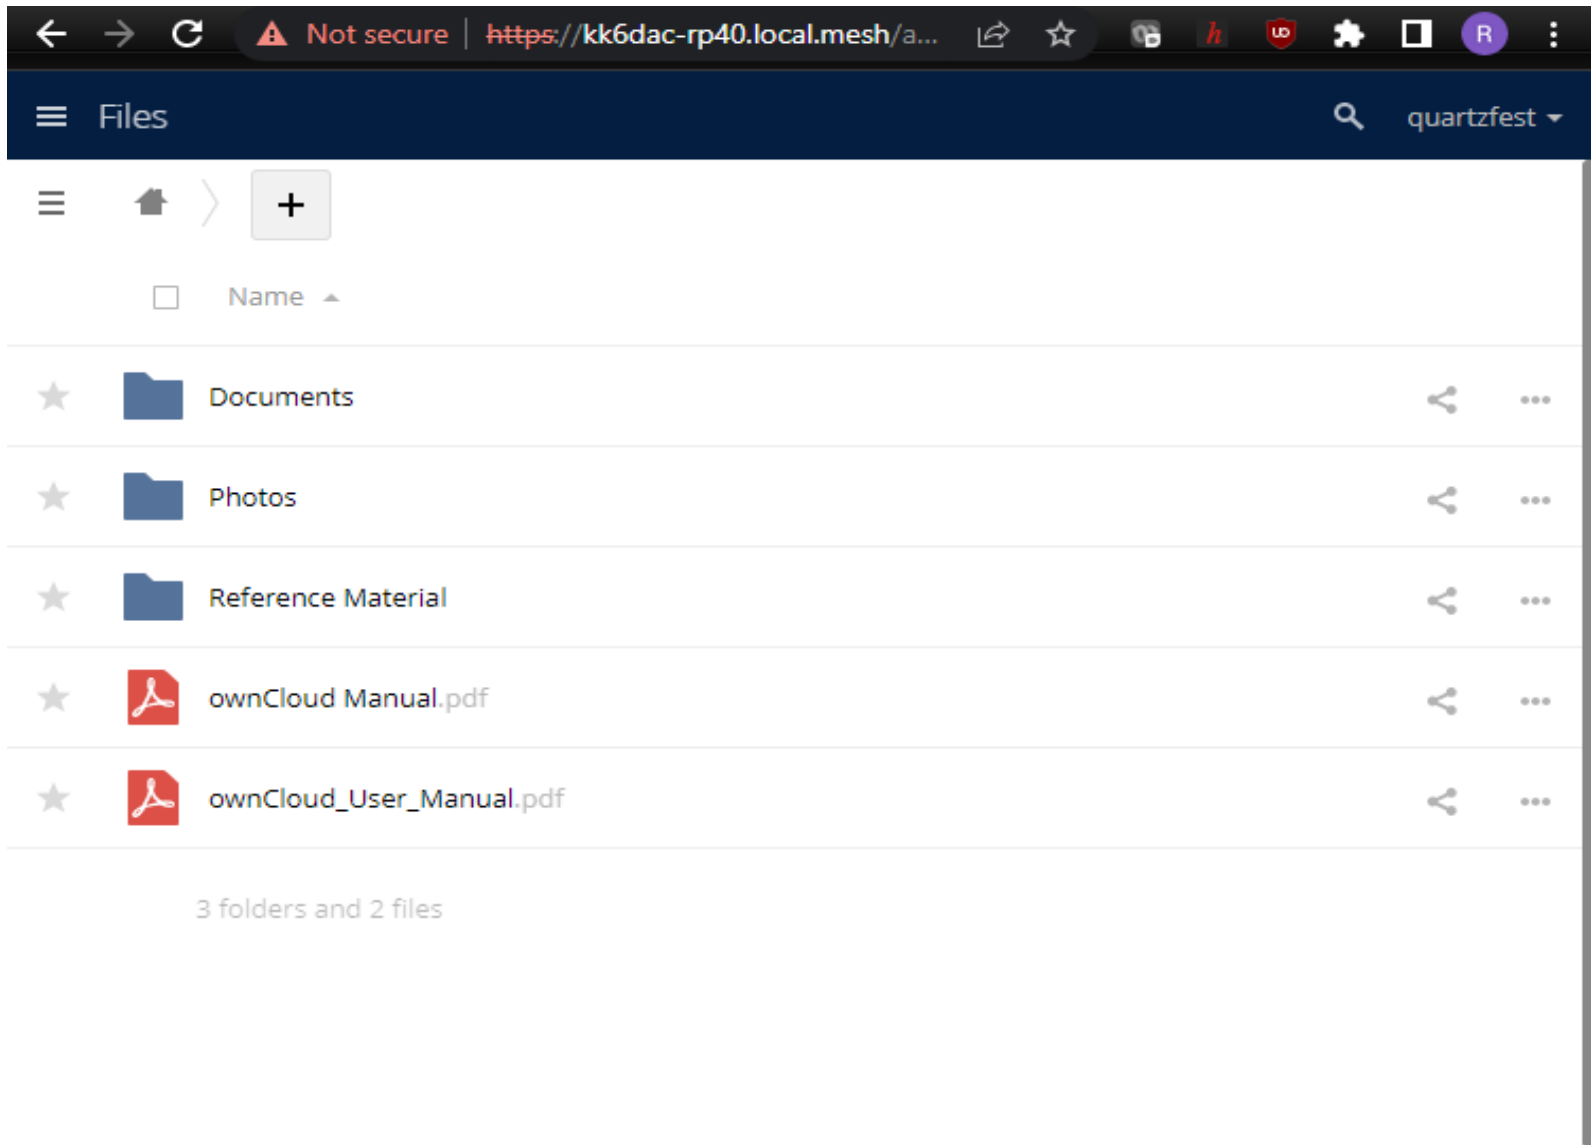 Not secure | https://kk6dac-rp40.local.mesh/a...
R
Files
quartzfest
+
Name
Documents
Photos
Reference Material
ownCloud Manual.pdf
ownCloud_User_Manual.pdf
3 folders and 2 files